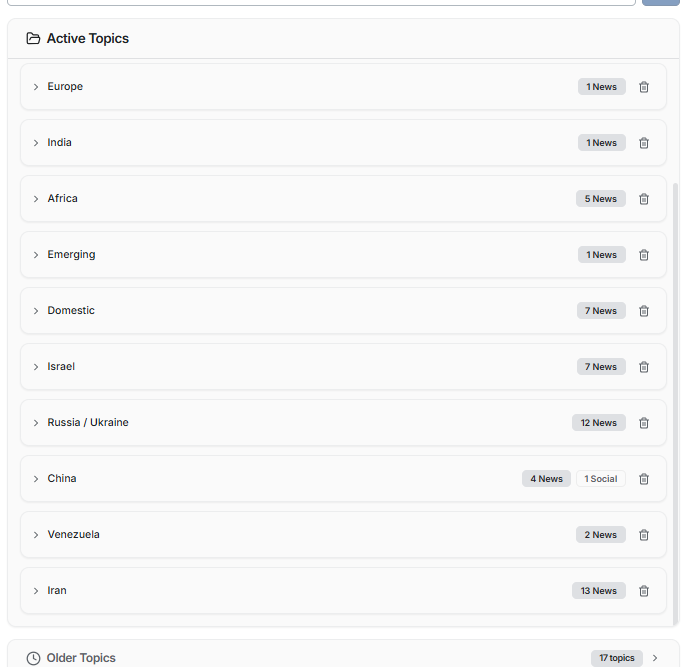 Active Topics
Europe 1 News
India 1 News
Africa 5 News
Emerging 1 News
Domestic 7 News
Israel 7 News
Russia / Ukraine 12 News
China 4 News 1 Social
Venezuela 2 News
Iran 13 News
Older Topics 17 topics